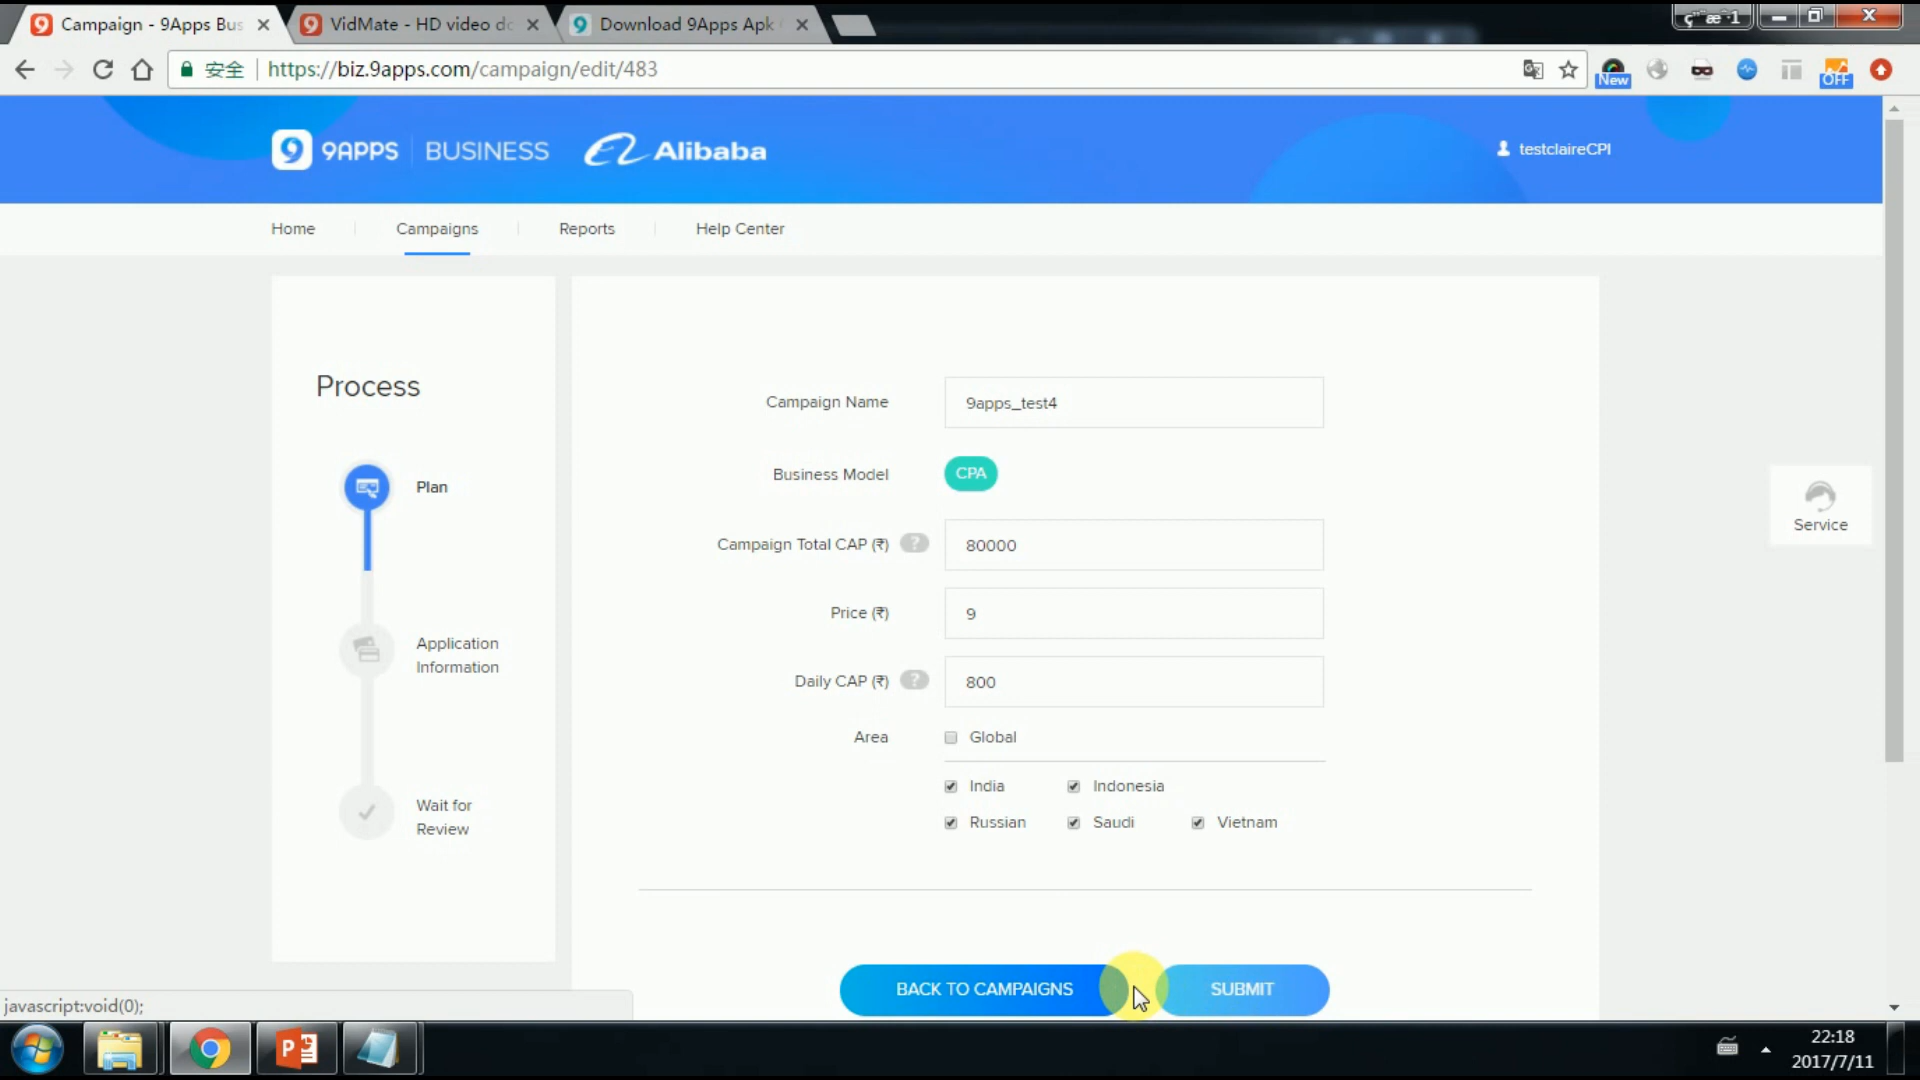 Campaign - 9Apps Bus
VidMate - HD video do
Download 9Apps Apk
安全
https://biz.9apps.com/campaign/edit/483
New
OFF
9 9APPS BUSINESS Alibaba
testclaireCPI
Home
Campaigns
Reports
Help Center
Process
Plan
Application
Information
Wait for
Review
Campaign Name
9apps_test4
Business Model
CPA
Campaign Total CAP (₹) ?
80000
Price (₹)
9
Daily CAP (₹) ?
800
Area
Global
India
Indonesia
Russian
Saudi
Vietnam
Service
BACK TO CAMPAIGNS
SUBMIT
javascript:void(0);
22:18
2017/7/11